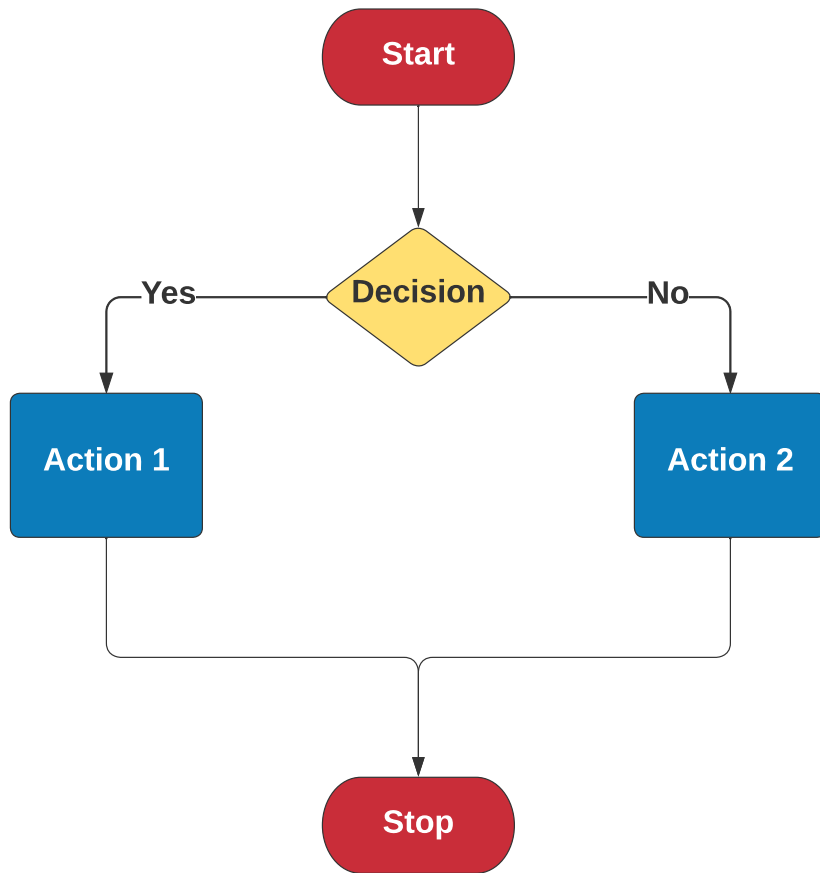 Start
Decision
Yes
No
Action 1
Action 2
Stop